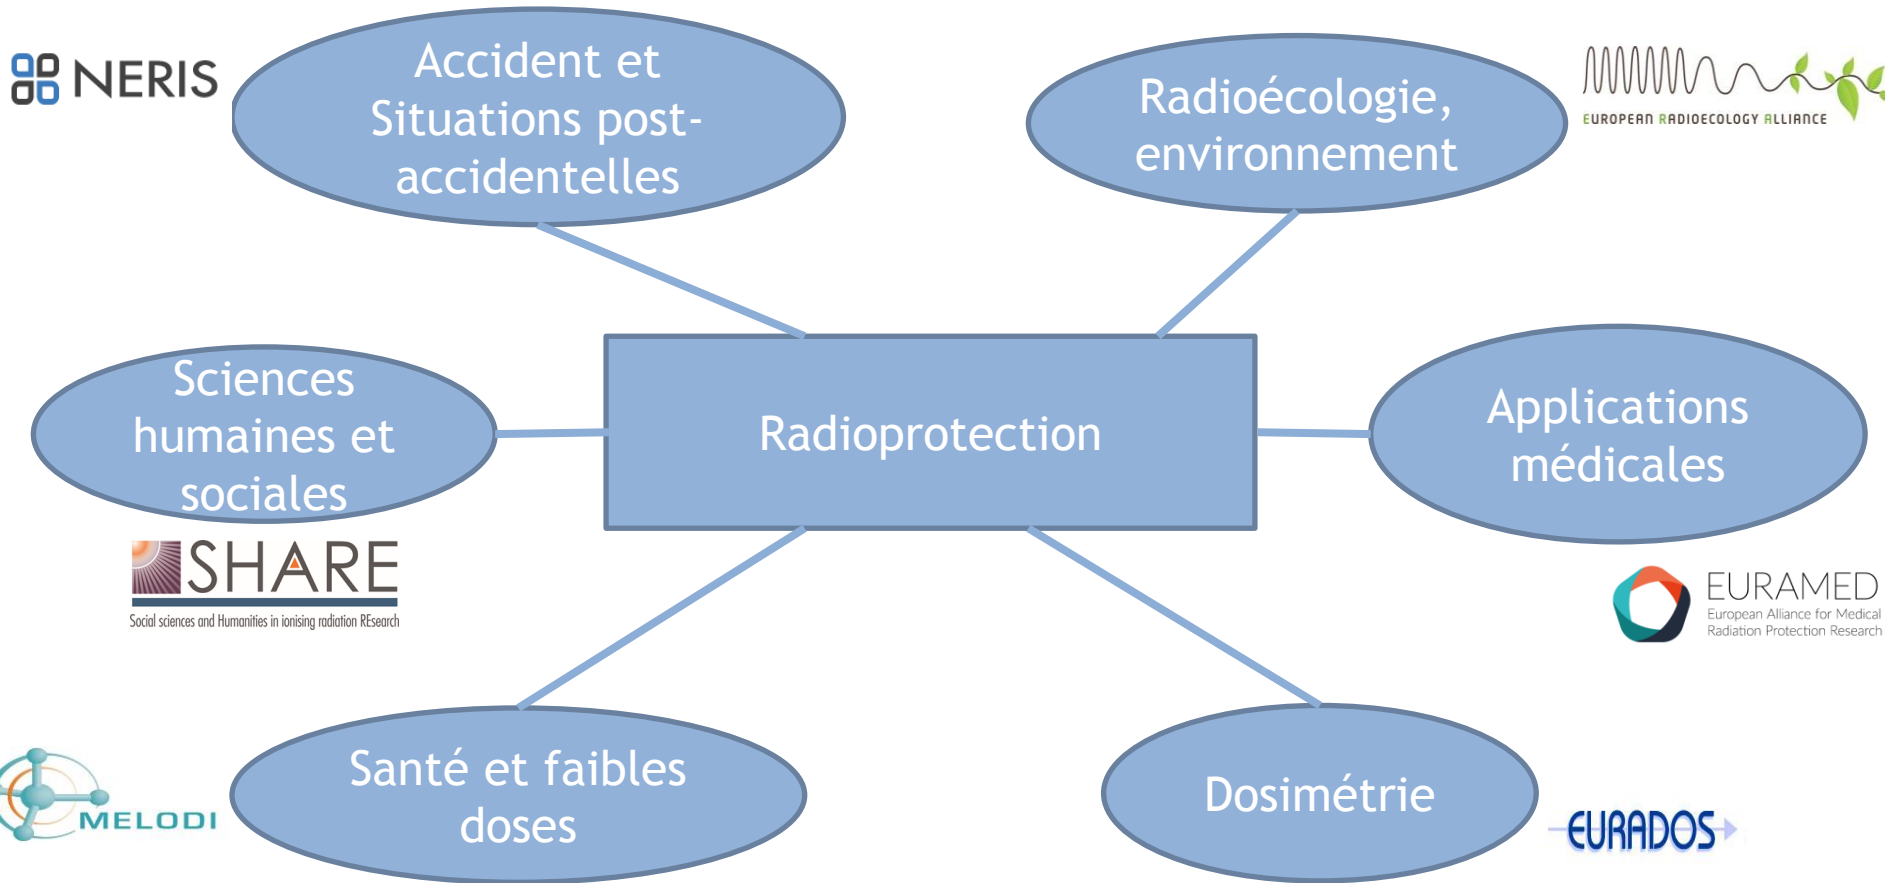 NERIS
Accident et
Situations post-
accidentelles
Radioécologie,
environnement
EUROPEAN RADIOECOLOGY ALLIANCE
Sciences
humaines et
sociales
Radioprotection
Applications
médicales
SHARE
Social sciences and Humanities in ionising radiation REsearch
EURAMED
European Alliance for Medical
Radiation Protection Research
MELODI
Santé et faibles
doses
Dosimétrie
EURADOS